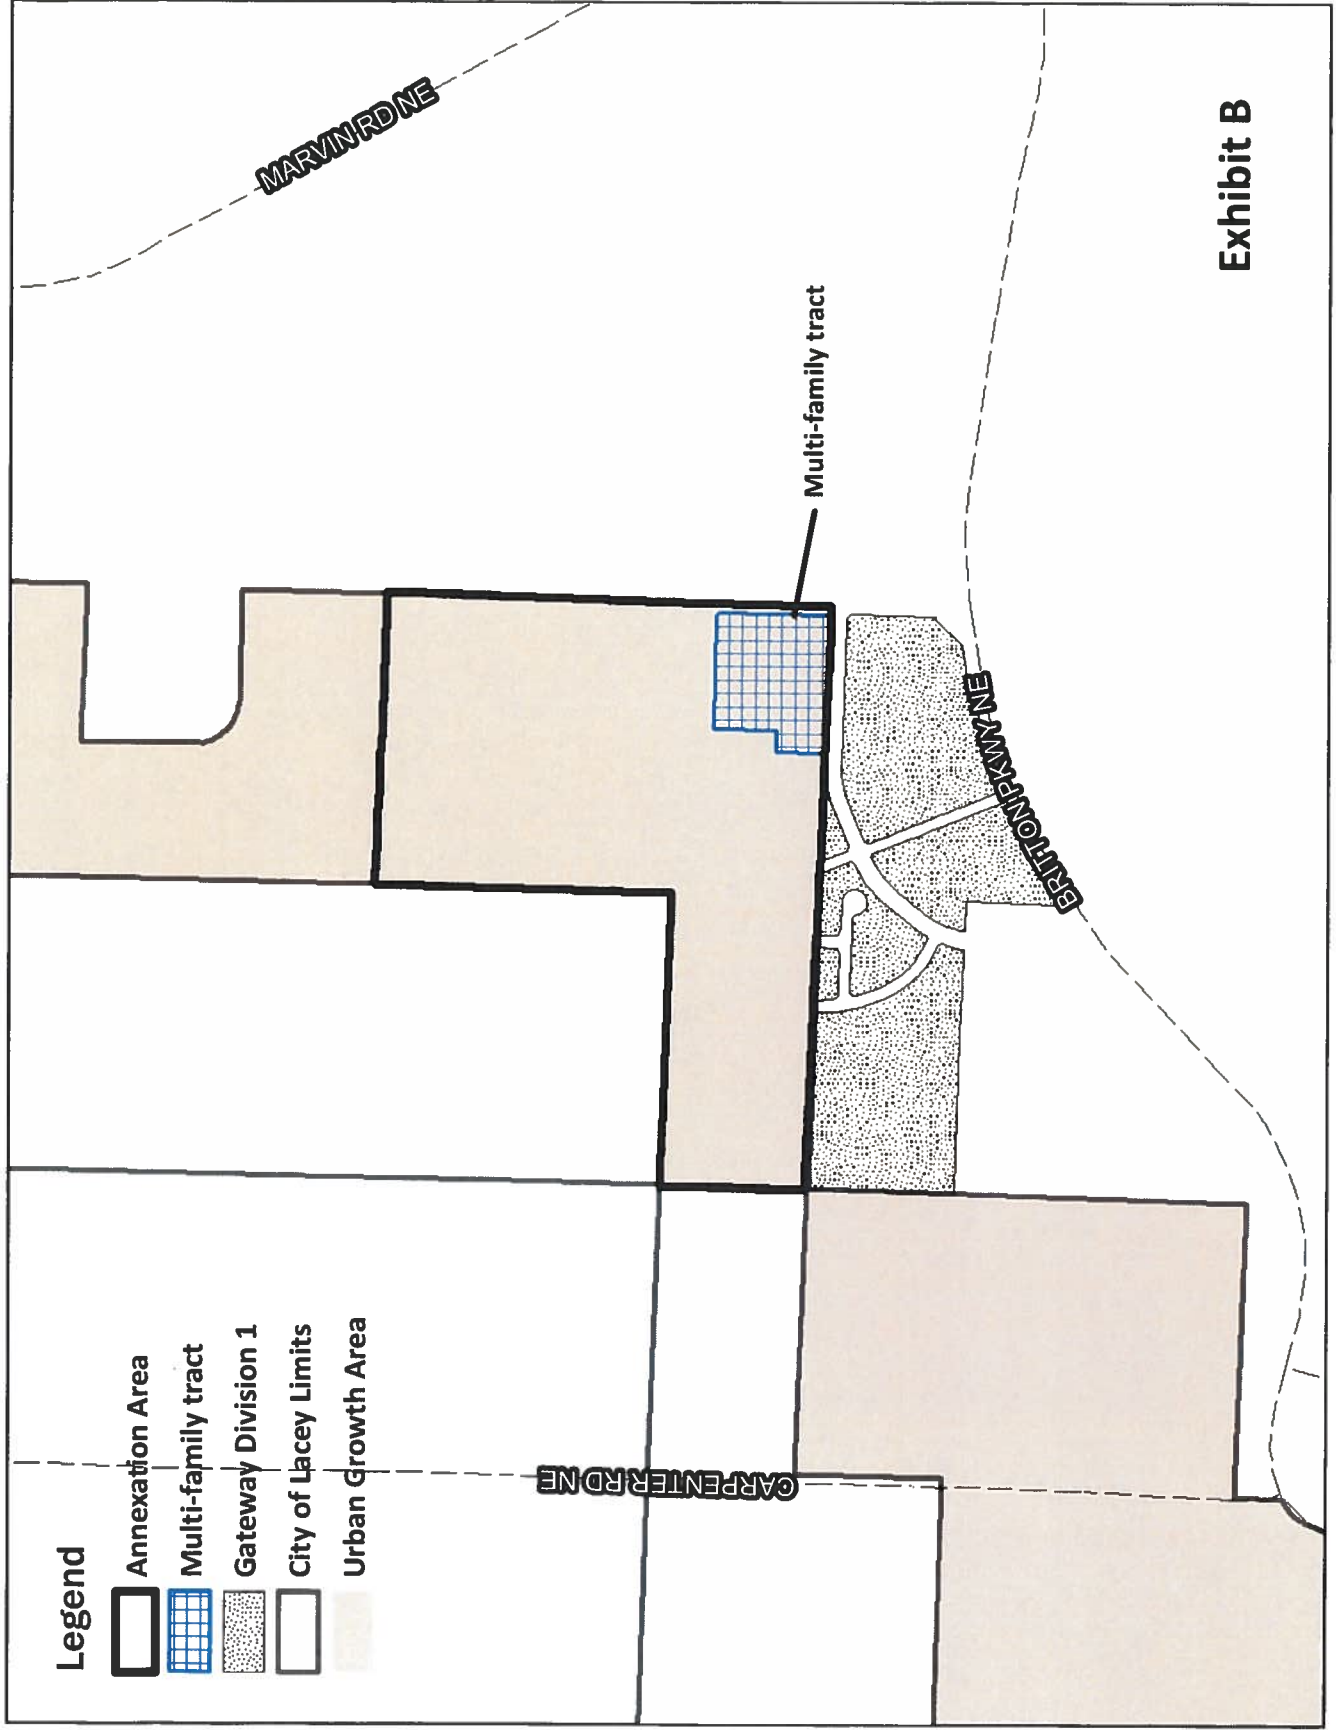 MARVIN RD NE
Multi-family tract
BRITTON PKWY NE
CARPENTER RD NE
Legend
Annexation Area
Multi-family tract
Gateway Division 1
City of Lacey Limits
Urban Growth Area
Exhibit B